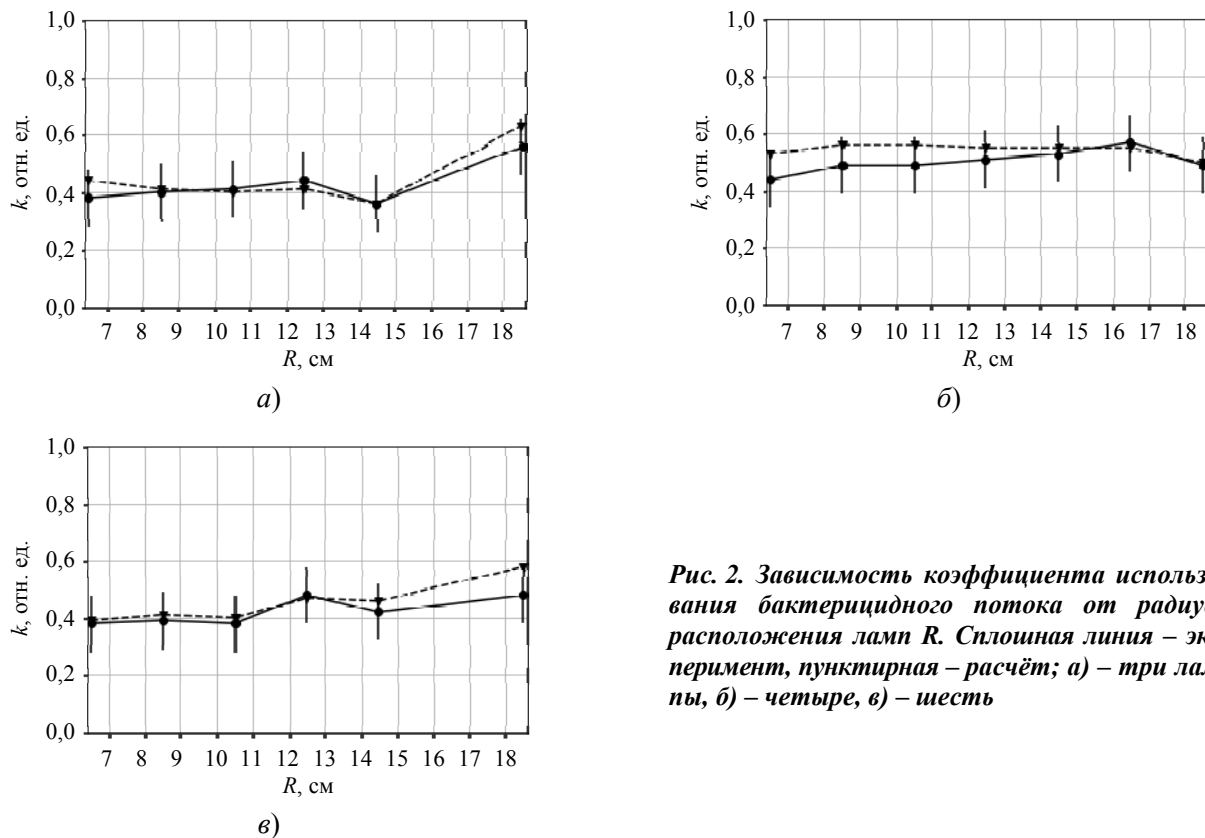 1,0
0,8
0,6
0,4
0,2
0,0
k, отн. ед.
7 8 9 10 11 12 13 14 15 16 17 18
R, см
а)
1,0
0,8
0,6
0,4
0,2
0,0
k, отн. ед.
7 8 9 10 11 12 13 14 15 16 17 18
R, см
б)
1,0
0,8
0,6
0,4
0,2
0,0
k, отн. ед.
7 8 9 10 11 12 13 14 15 16 17 18
R, см
в)
Рис. 2. Зависимость коэффициента использ
вания бактерицидного потока от радиус
расположения ламп R. Сплошная линия – эк
перимент, пунктирная – расчёт; а) – три лам
пы, б) – четыре, в) – шесть